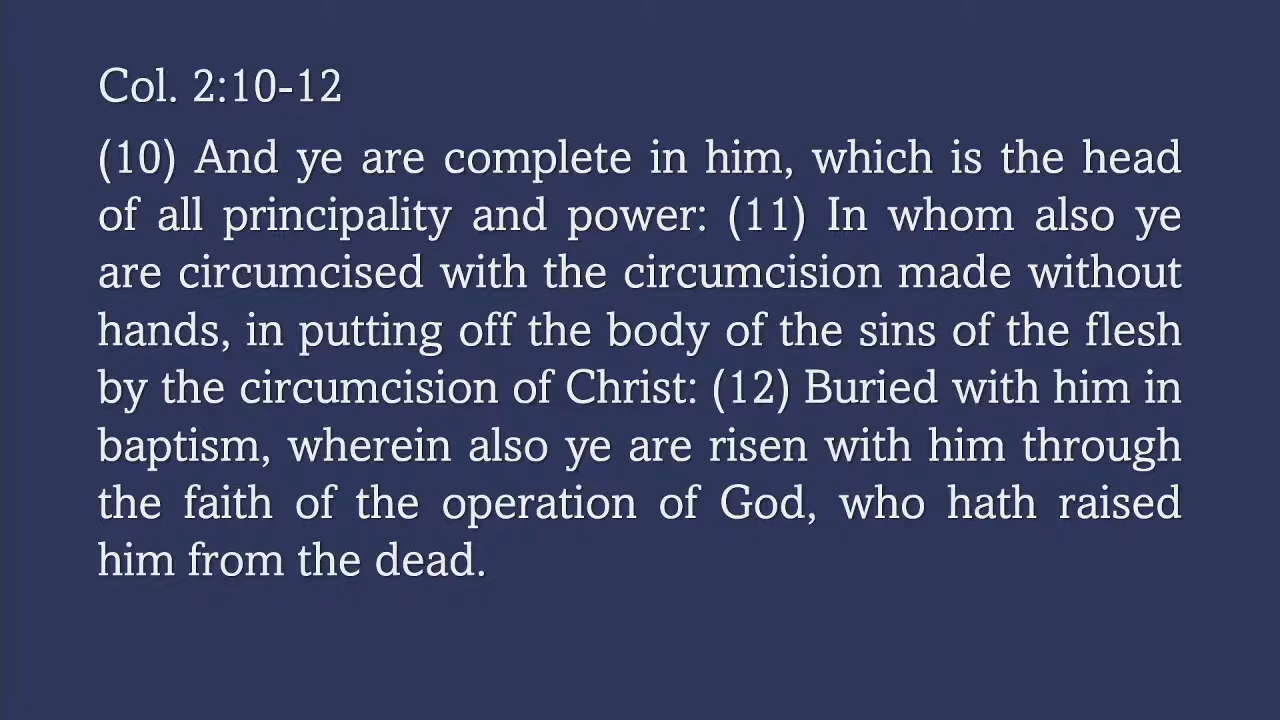 Col. 2:10-12
(10) And ye are complete in him, which is the head
of all principality and power: (11) In whom also ye
are circumcised with the circumcision made without
hands, in putting off the body of the sins of the flesh
by the circumcision of Christ: (12) Buried with him in
baptism, wherein also ye are risen with him through
the faith of the operation of God, who hath raised
him from the dead.